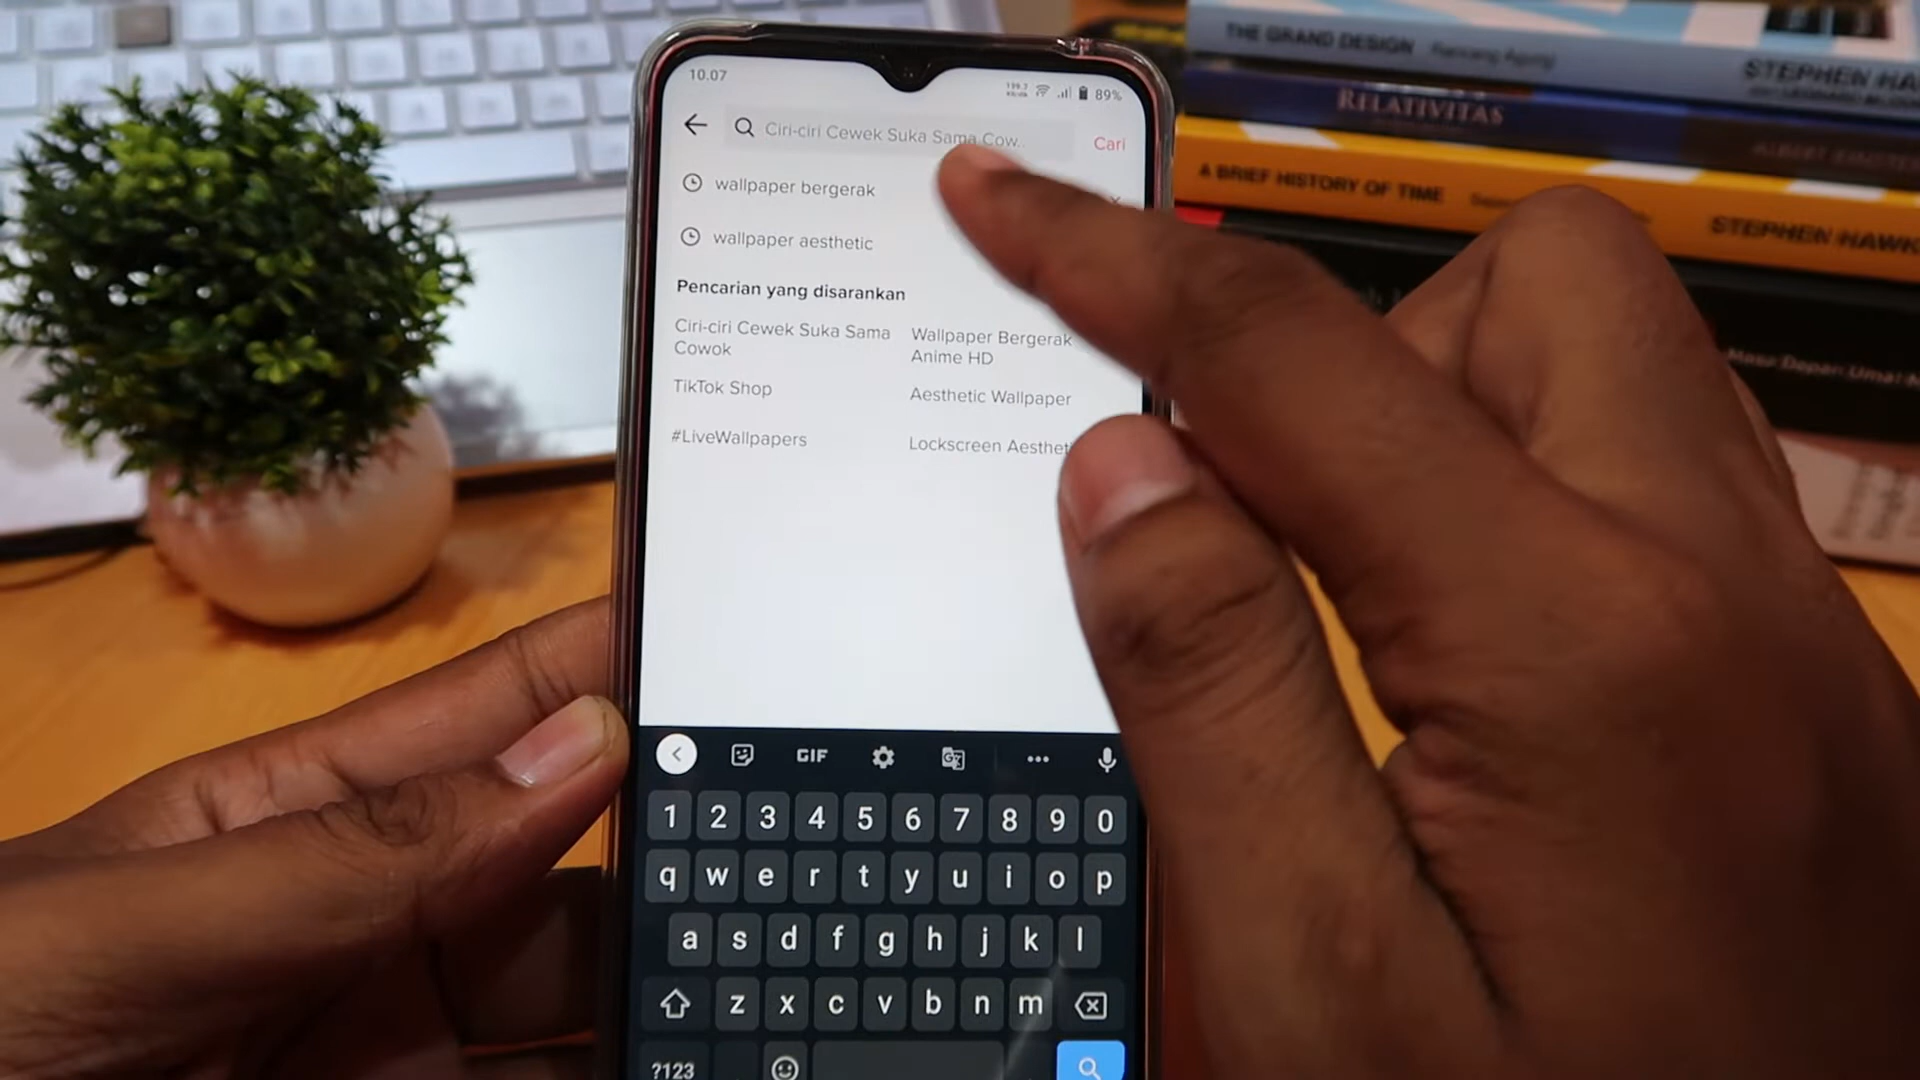 10.07
89%
Ciri-ciri Cewek Suka Sama Cow..
Cari
wallpaper bergerak
wallpaper aesthetic
Pencarian yang disarankan
Ciri-ciri Cewek Suka Sama
Cowok
Wallpaper Bergerak
Anime HD
TikTok Shop
Aesthetic Wallpaper
#LiveWallpapers
Lockscreen Aesthet
GIF
1 2 3 4 5 6 7 8 9 0
q w e r t y u i o p
a s d f g h j k l
z x c v b n m
?123
THE GRAND DESIGN
STEPHEN HA
RELATIVITAS
A BRIEF HISTORY OF TIME
STEPHEN HAWK